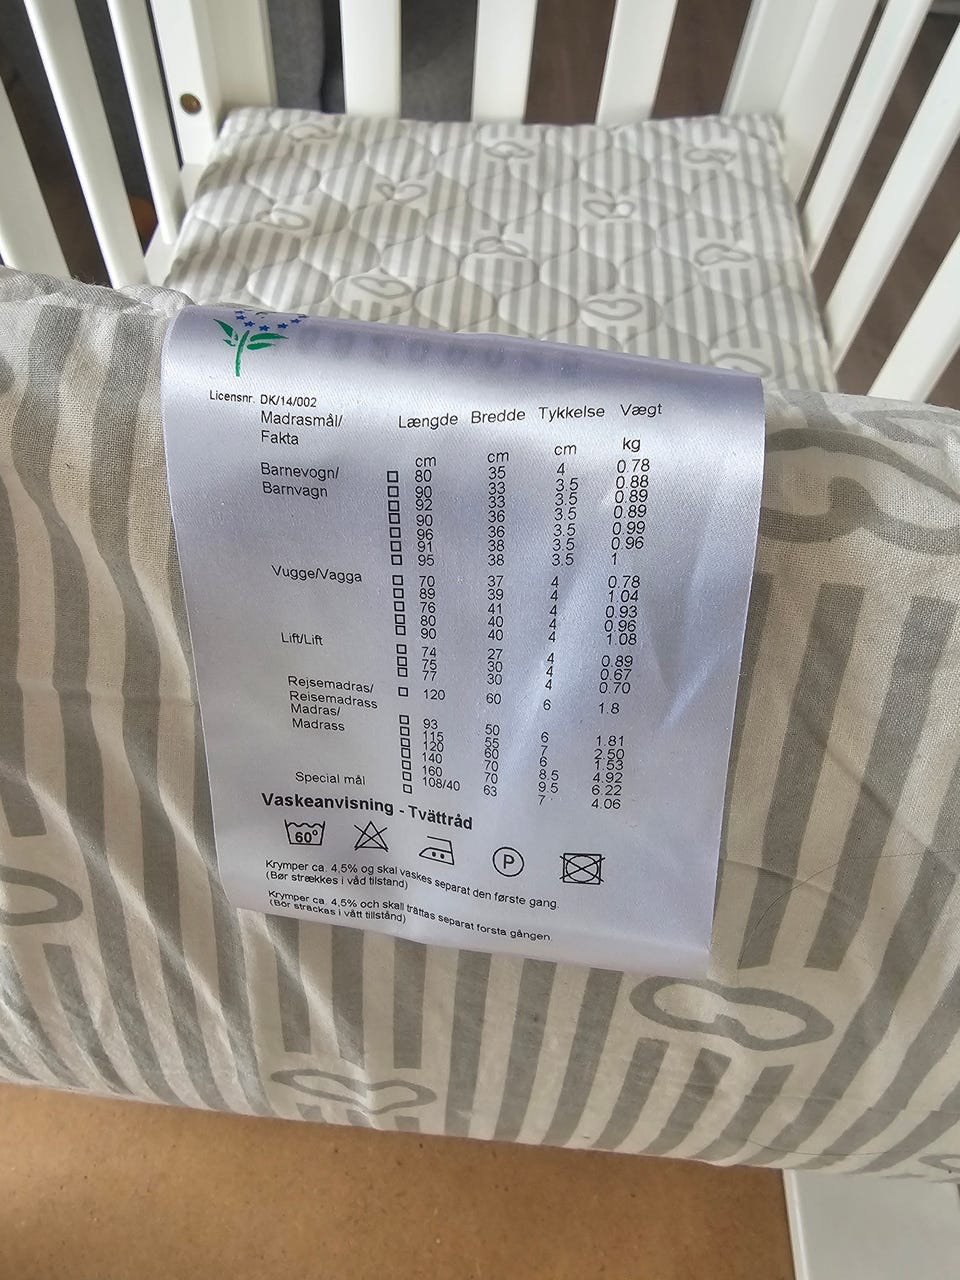 Licensnr. DK/14/002
Madrasmål/ Fakta Længde Bredde Tykkelse Vægt
cm cm cm kg
Barnevogn/ Barnvagn
80 35 4 0.78
90 33 3.5 0.88
92 33 3.5 0.89
90 36 3.5 0.89
96 36 3.5 0.99
91 38 3.5 0.96
95 38 3.5 1
Vugge/Vagga
70 37 4 0.78
89 39 4 1.04
76 41 4 0.93
80 40 4 0.96
90 40 4 1.08
Lift/Lift
74 27 4 0.89
75 30 4 0.67
77 30 4 0.70
Rejsemadras/
Reisemadrass
120 60 6 1.8
Madras/
Madrass
93 50 6 1.81
115 55 7 2.50
120 60 6 1.53
140 70 8.5 4.92
160 70 9.5 6.22
108/40 63 7 4.06
Special mål
Vaskeanvisning - Tvättråd
60° P
Krymper ca. 4,5% og skal vaskes separat den første gang.
(Bør strækkes i våd tilstand)
Krymper ca. 4,5% och skall trättas separat forsta gången.
(Bor stråckas i vått tillstånd)